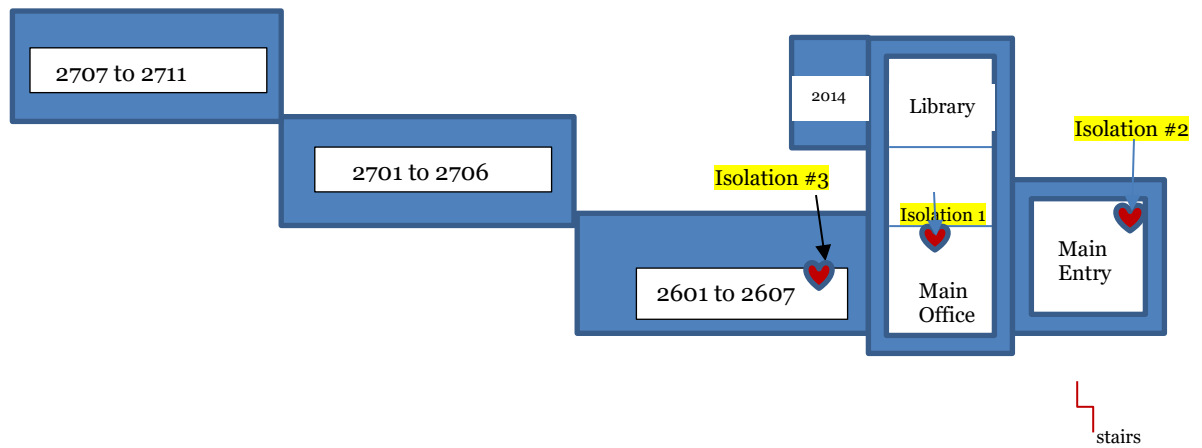 2707 to 2711
2014
Library
Isolation #2
2701 to 2706
Isolation #3
Isolation 1
Main
Entry
2601 to 2607
Main
Office
stairs